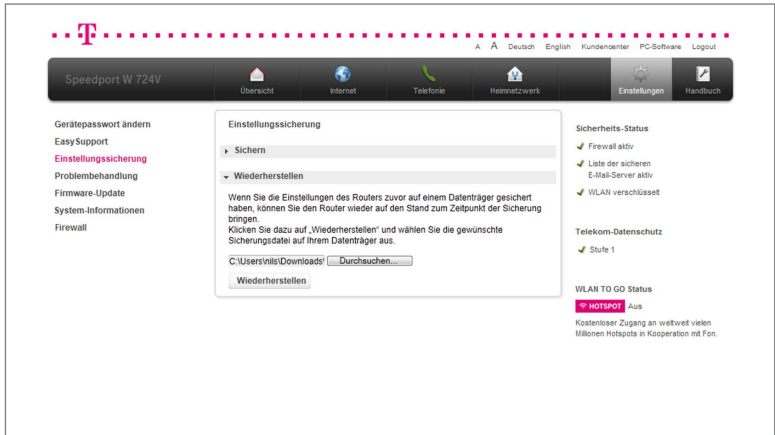 T
A A Deutsch English Kundencenter PC-Software Logout
Speedport W 724V
Übersicht
Internet
Telefonie
Heimnetzwerk
Einstellungen
Handbuch
Gerätepasswort ändern
EasySupport
Einstellungssicherung
Problembehandlung
Firmware-Update
System-Informationen
Firewall
Einstellungssicherung
Sichern
Wiederherstellen
Wenn Sie die Einstellungen des Routers zuvor auf einem Datenträger gesichert
haben, können Sie den Router wieder auf den Stand zum Zeitpunkt der Sicherung
bringen.
Klicken Sie dazu auf „Wiederherstellen“ und wählen Sie die gewünschte
Sicherungsdatei auf Ihrem Datenträger aus.
C:\Users\nils\Downloads\ Durchsuchen...
Wiederherstellen
Sicherheits-Status
Firewall aktiv
Liste der sicheren
E-Mail-Server aktiv
WLAN verschlüsselt
Telekom-Datenschutz
Stufe 1
WLAN TO GO Status
HOTSPOT Aus
Kostenloser Zugang an weltweit vielen
Millionen Hotspots in Kooperation mit Fon.